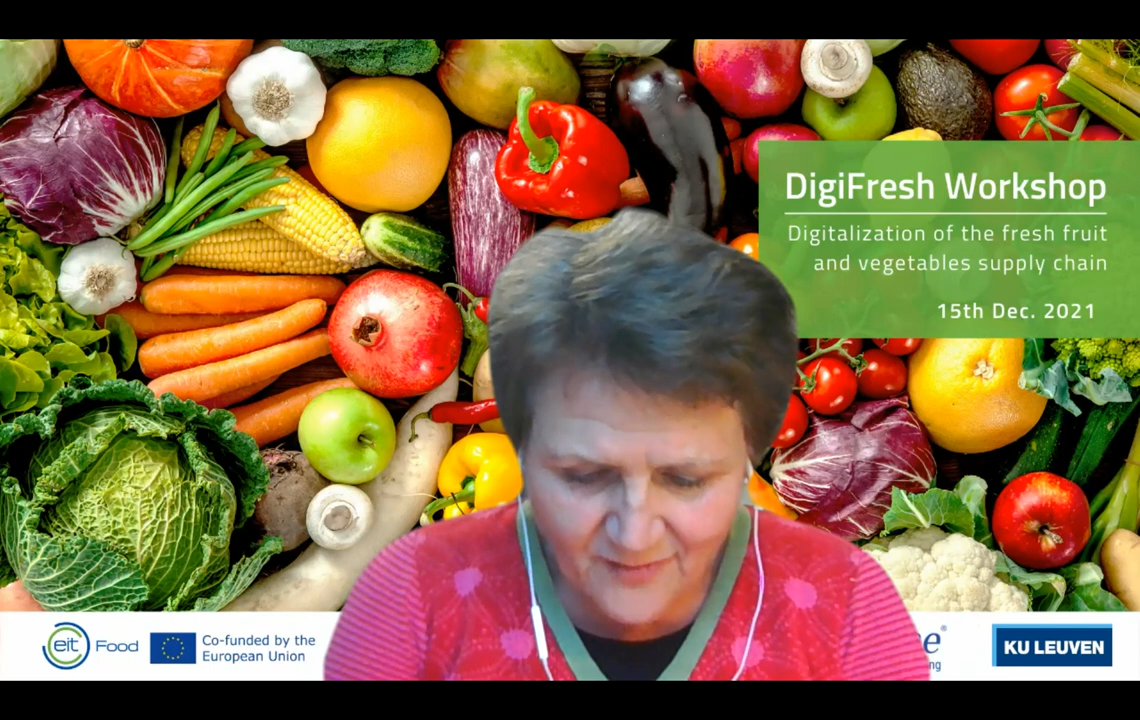 DigiFresh Workshop
Digitalization of the fresh fruit
and vegetables supply chain
15th Dec. 2021
eit Food
Co-funded by the
European Union
KU LEUVEN